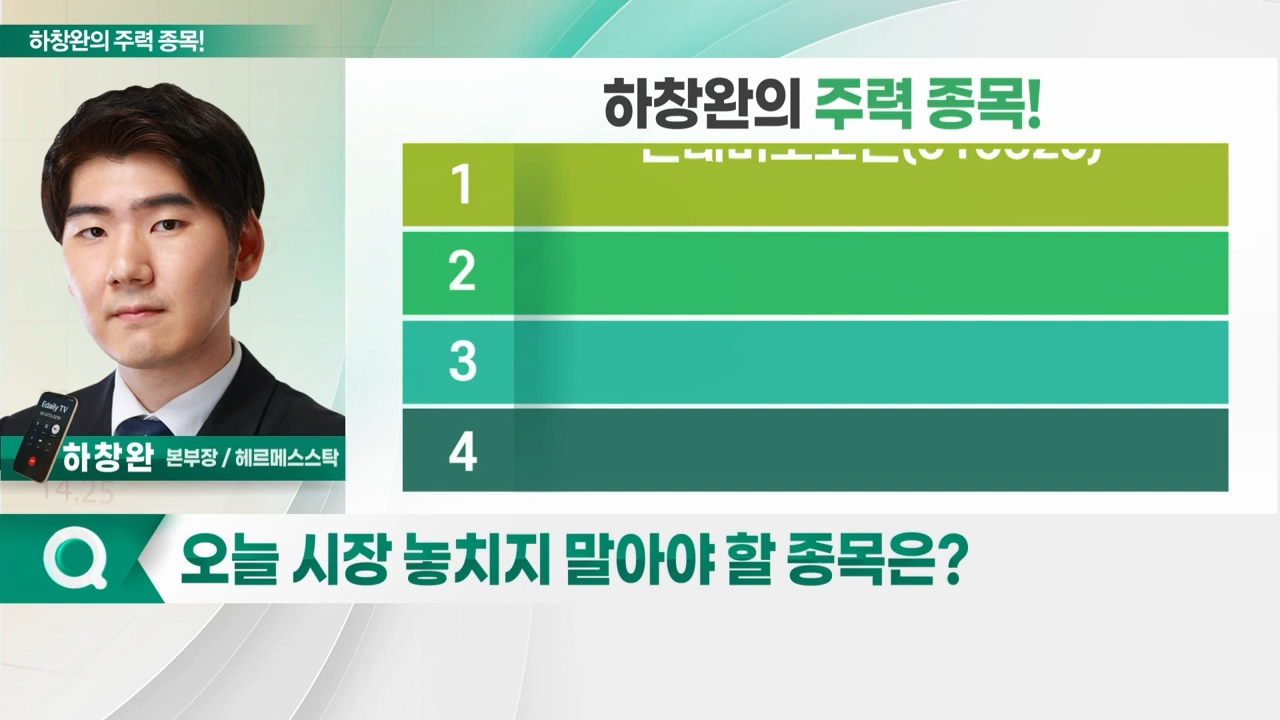 하창완의 주력 종목!
하창완의 주력 종목!
1
2
3
4
Edaily TV
하창완 본부장 / 헤르메스스탁
14.25
오늘 시장 놓치지 말아야 할 종목은?